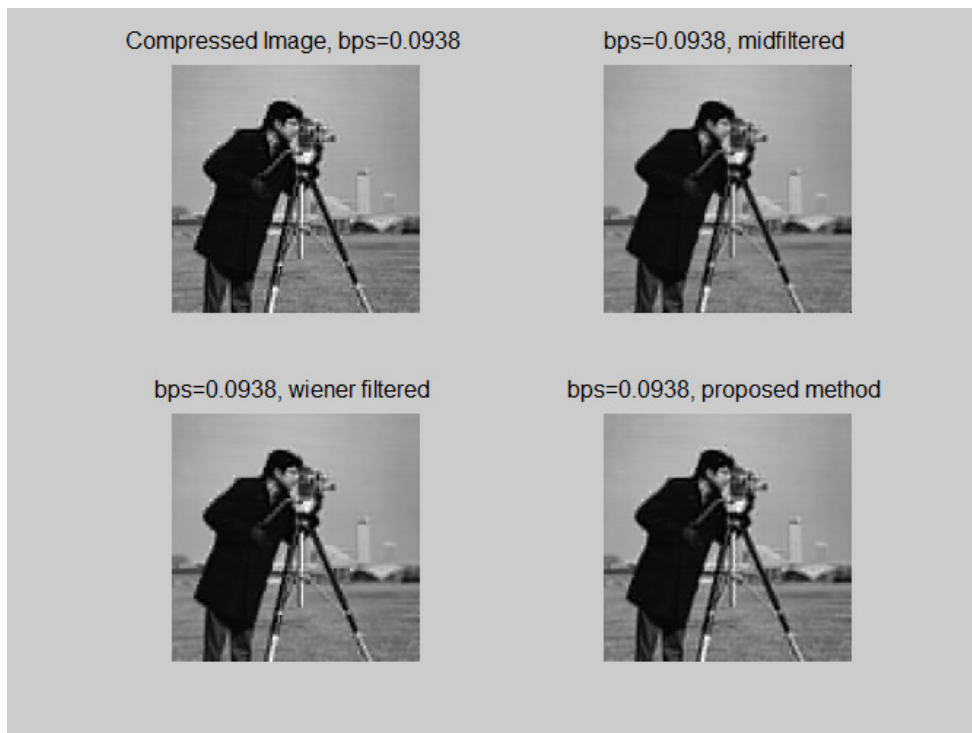 Compressed Image, bps=0.0938
bps=0.0938, midfiltered
bps=0.0938, wiener filtered
bps=0.0938, proposed method